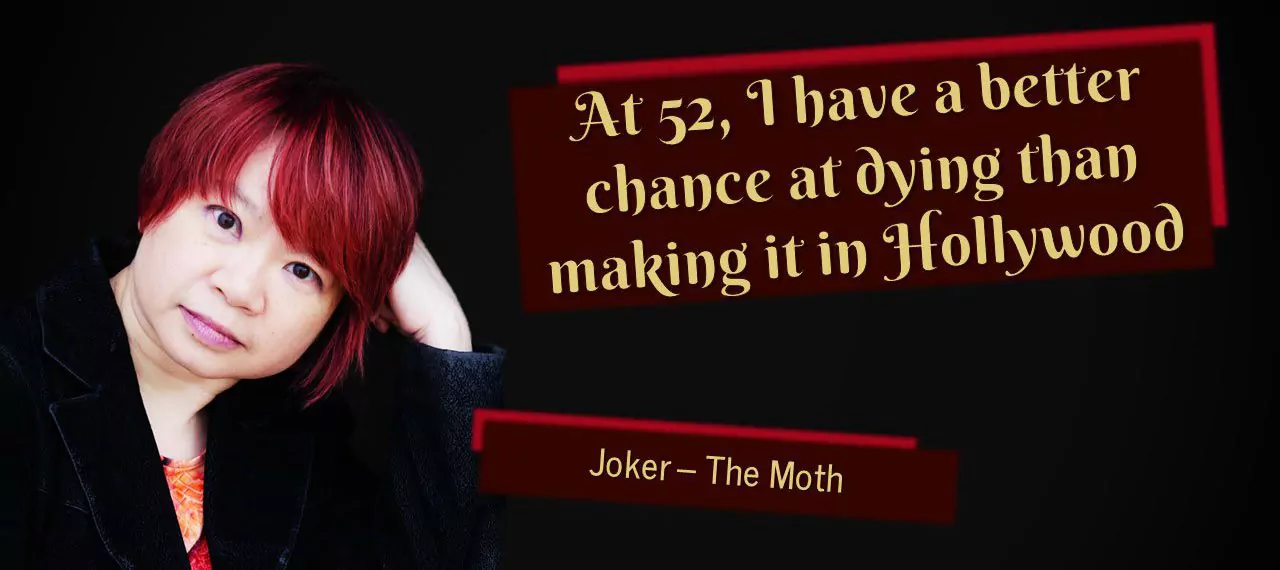 At 52, I have a better
chance at dying than
making it in Hollywood
Joker – The Moth